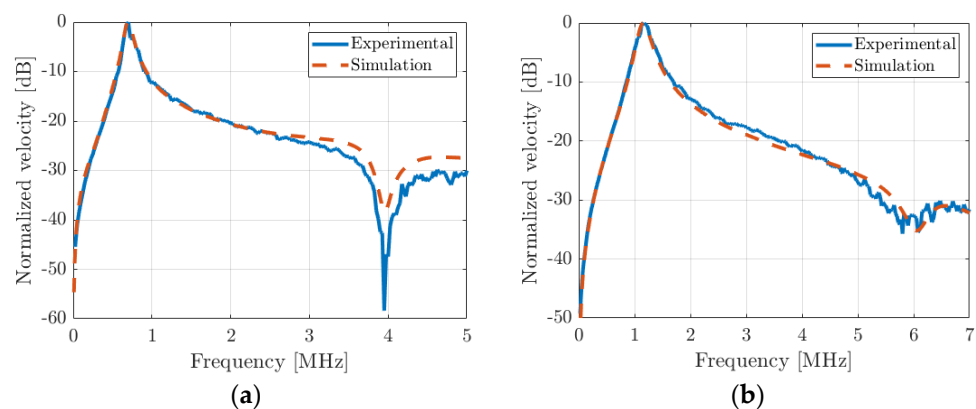 0
-10
-20
-30
-40
-50
-60
Normalized velocity [dB]
Experimental
Simulation
0 1 2 3 4 5
Frequency [MHz]
(a)
0
-10
-20
-30
-40
-50
Normalized velocity [dB]
Experimental
Simulation
0 1 2 3 4 5 6 7
Frequency [MHz]
(b)